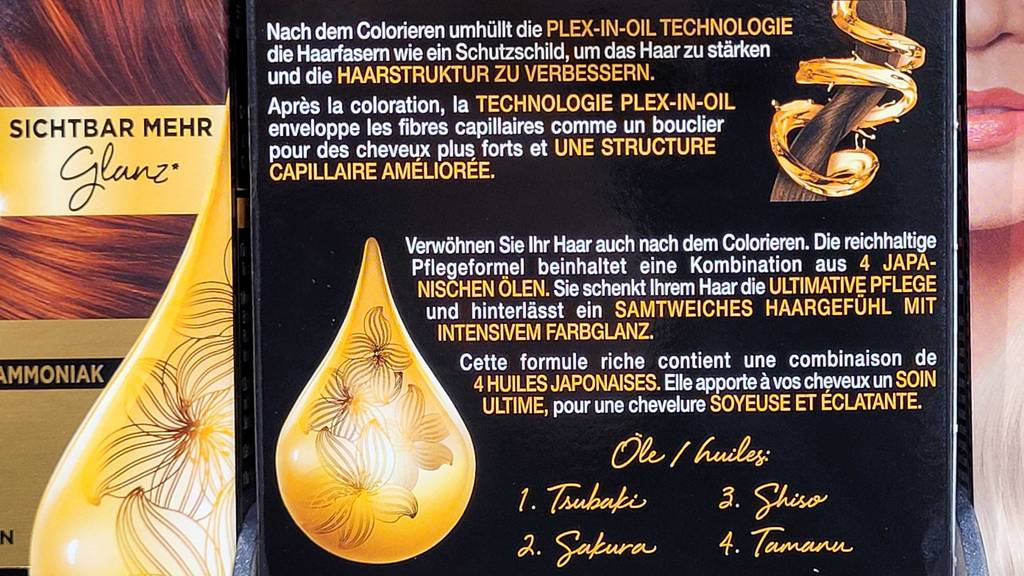 Nach dem Colorieren umhüllt die PLEX-IN-OIL TECHNOLOGIE
die Haarfasern wie ein Schutzschild, um das Haar zu stärken
und die HAARSTRUKTUR ZU VERBESSERN.
Après la coloration, la TECHNOLOGIE PLEX-IN-OIL
enveloppe les fibres capillaires comme un bouclier
pour des cheveux plus forts et UNE STRUCTURE
CAPILLAIRE AMÉLIORÉE.
SICHTBAR MEHR
Glanz*
AMMONIAK
N
Verwöhnen Sie Ihr Haar auch nach dem Colorieren. Die reichhaltige
Pflegeformel beinhaltet eine Kombination aus 4 JAPA-
NISCHEN ÖLEN. Sie schenkt Ihrem Haar die ULTIMATIVE PFLEGE
und hinterlässt ein SAMTWEICHES HAARGEFÜHL MIT
INTENSIVEM FARBGLANZ.
Cette formule riche contient une combinaison de
4 HUILES JAPONAISES. Elle apporte à vos cheveux un SOIN
ULTIME, pour une chevelure SOYEUSE ET ÉCLATANTE.
Öle / huiles:
1. Tsubaki 3. Shiso
2. Sakura 4. Tamanu